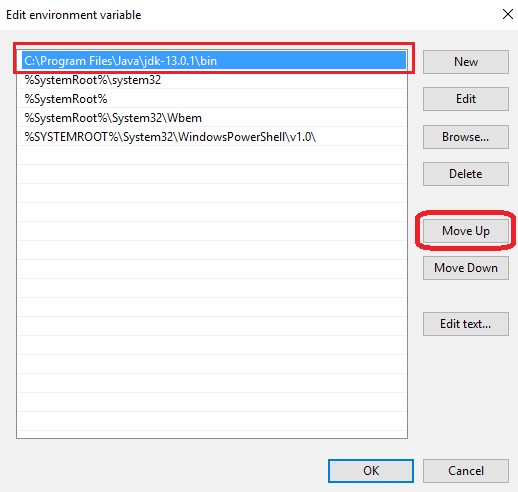 Edit environment variable
C:\Program Files\Java\jdk-13.0.1\bin
%SystemRoot%\system32
%SystemRoot%
%SystemRoot%\System32\Wbem
%SYSTEMROOT%\System32\WindowsPowerShell\v1.0\
New
Edit
Browse...
Delete
Move Up
Move Down
Edit text...
OK
Cancel